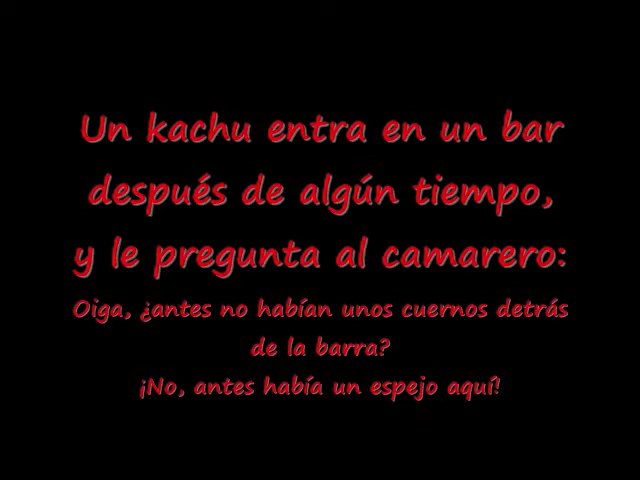 Un kachu entra en un bar
después de algún tiempo,
y le pregunta al camarero:
Oiga, ¿antes no habían unos cuernos detrás
de la barra?
¡No, antes había un espejo aquí!